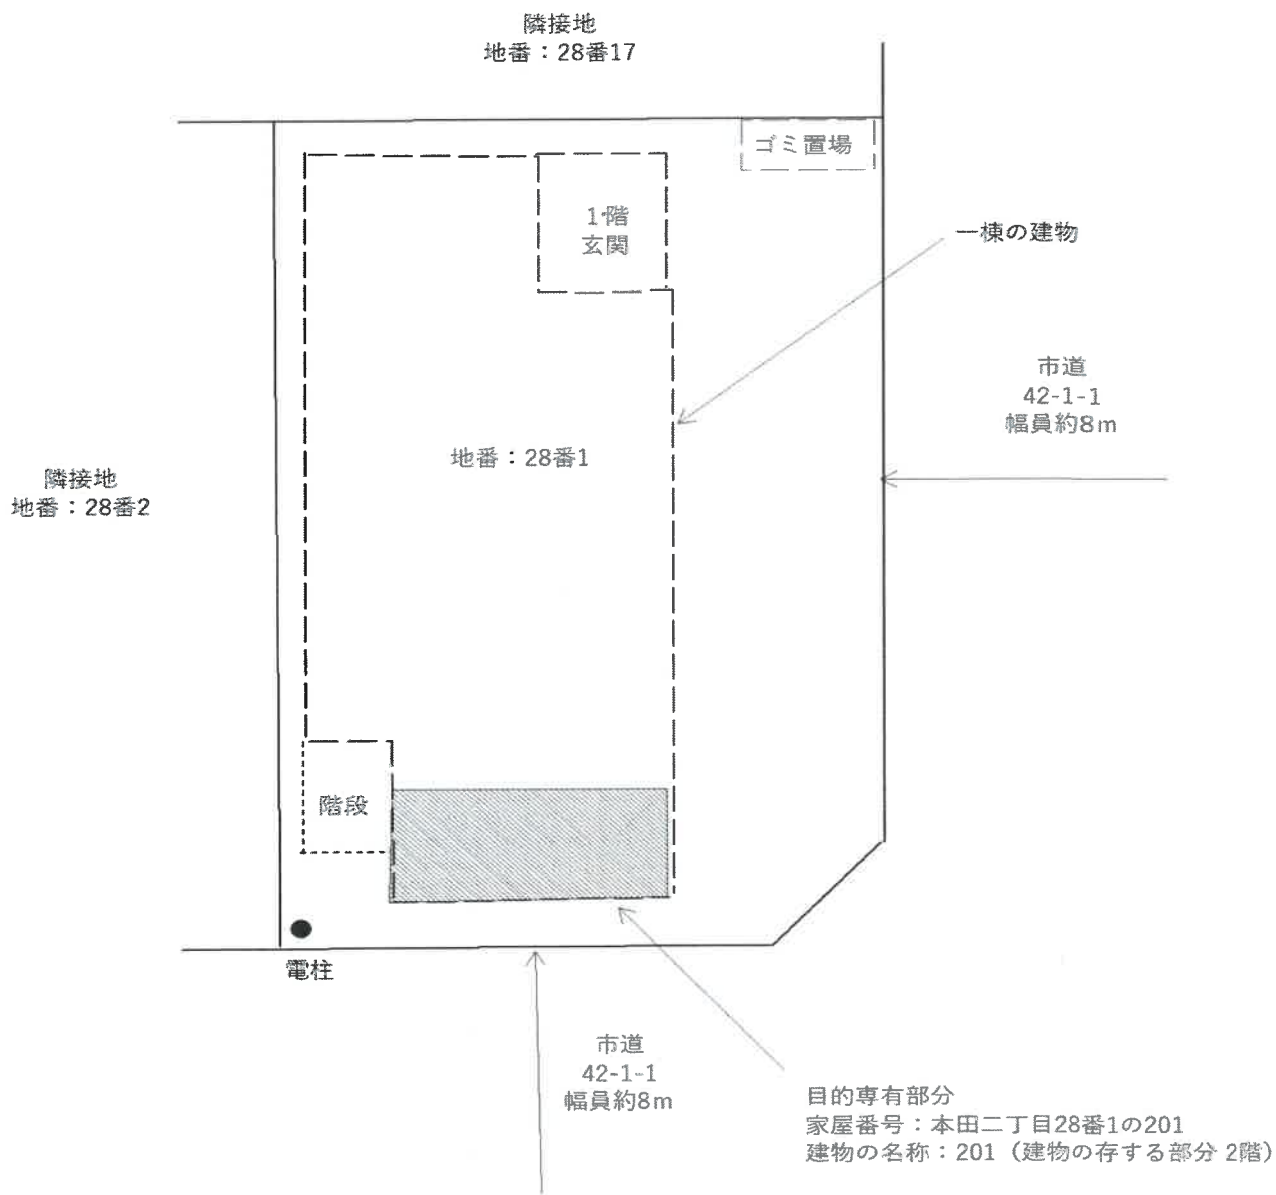 隣接地
地番：28番17
ゴミ置場
1階
玄関
一棟の建物
市道
42-1-1
幅員約8m
地番：28番1
隣接地
地番：28番2
階段
電柱
市道
42-1-1
幅員約8m
目的専有部分
家屋番号：本田二丁目28番1の201
建物の名称：201（建物の存する部分 2階）